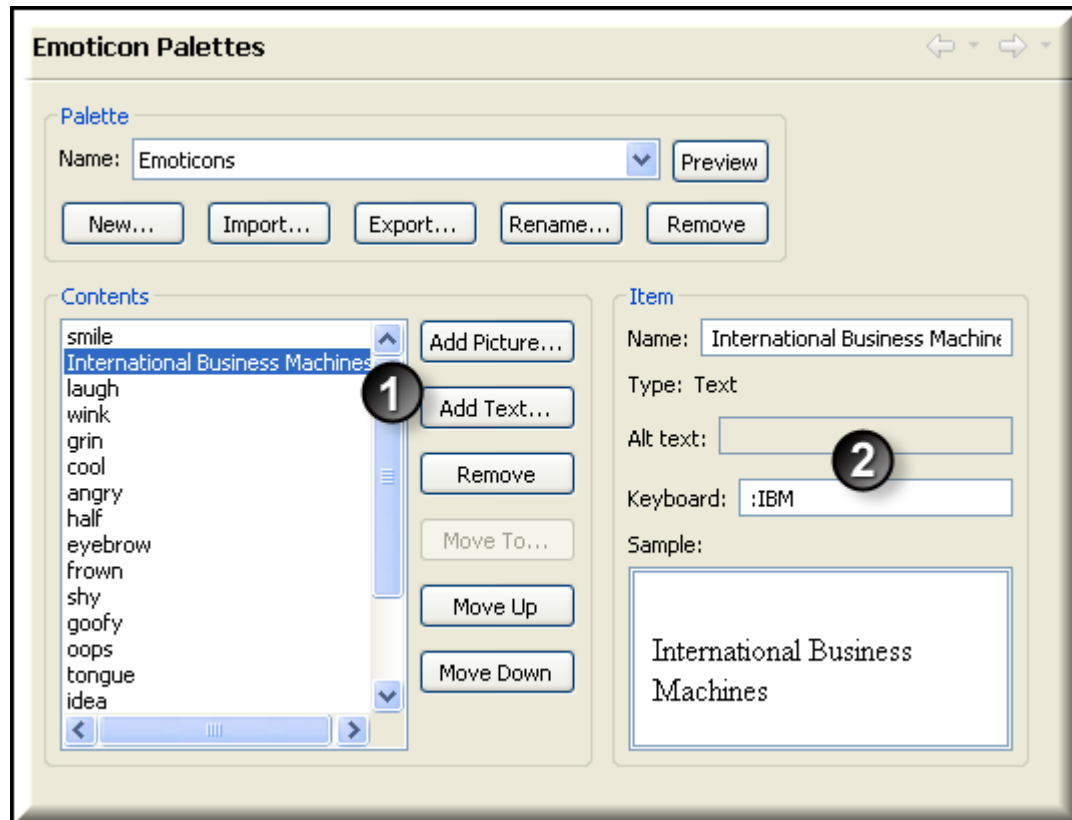 Emoticon Palettes
Palette
Name: Emoticons Preview
New... Import... Export... Rename... Remove
Contents
smile
International Business Machines
laugh
wink
grin
cool
angry
half
eyebrow
frown
shy
goofy
oops
tongue
idea
Add Picture...
1
Add Text...
Remove
Move To...
Move Up
Move Down
Item
Name: International Business Machine
Type: Text
Alt text:
2
Keyboard: :IBM
Sample:
International Business
Machines